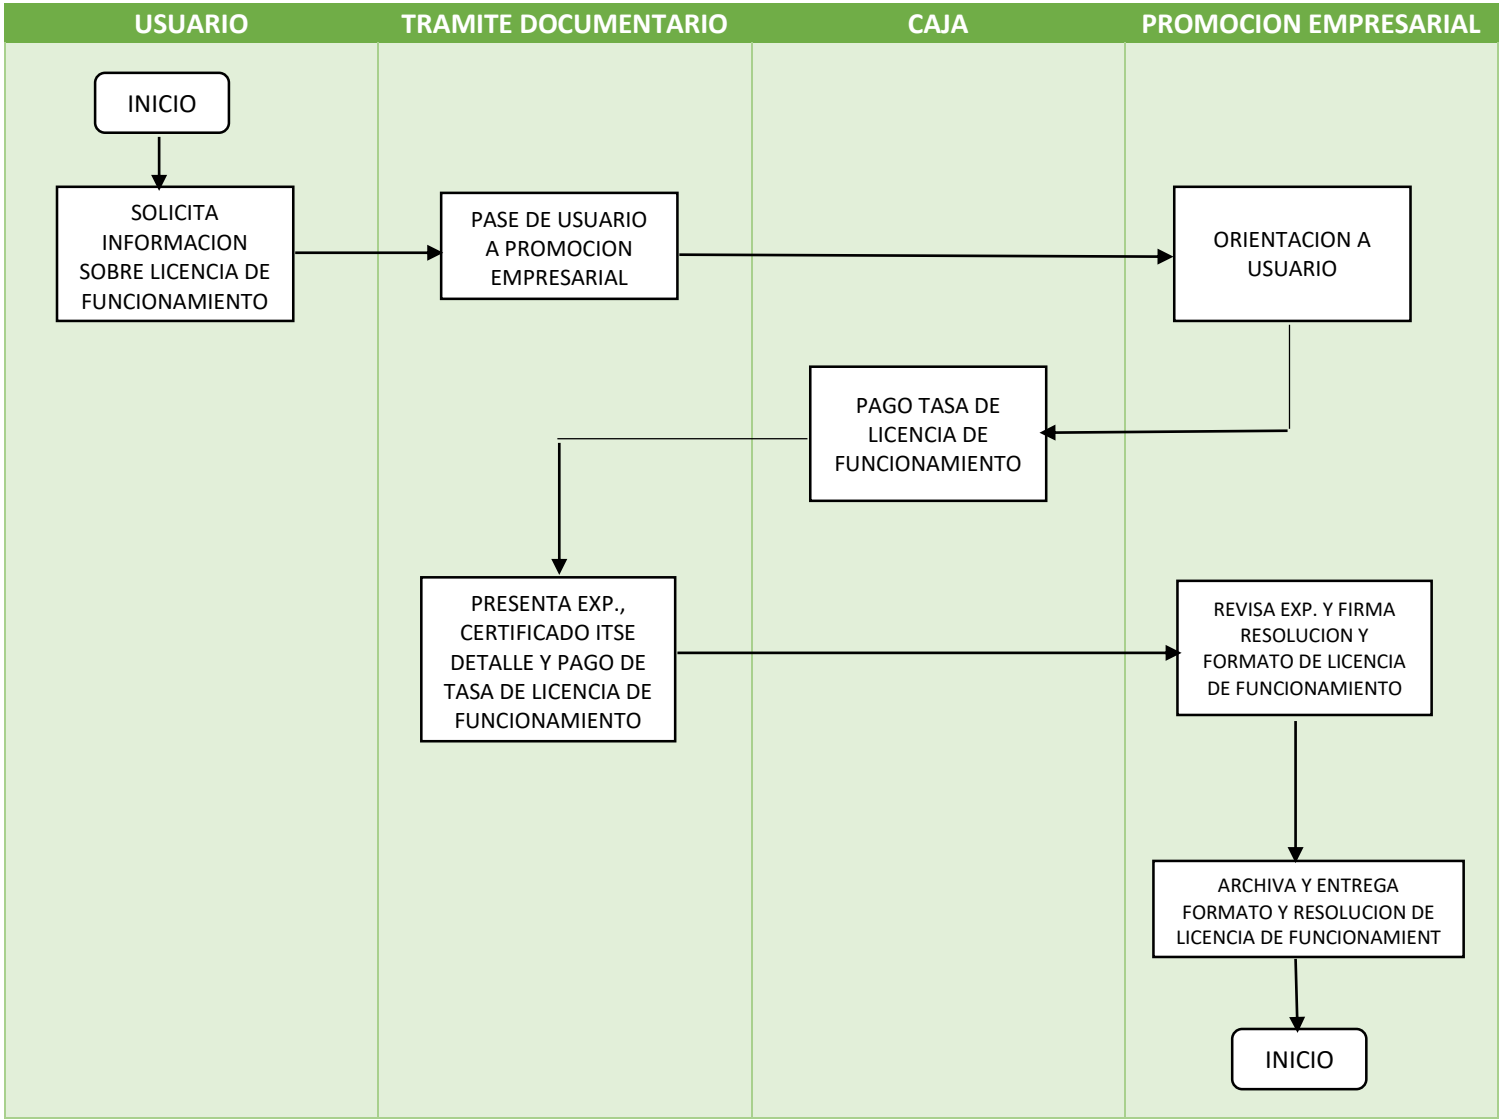 USUARIO
TRAMITE DOCUMENTARIO
CAJA
PROMOCION EMPRESARIAL
INICIO
SOLICITA
INFORMACION
SOBRE LICENCIA DE
FUNCIONAMIENTO
PASE DE USUARIO
A PROMOCION
EMPRESARIAL
ORIENTACION A
USUARIO
PAGO TASA DE
LICENCIA DE
FUNCIONAMIENTO
PRESENTA EXP.,
CERTIFICADO ITSE
DETALLE Y PAGO DE
TASA DE LICENCIA DE
FUNCIONAMIENTO
REVISA EXP. Y FIRMA
RESOLUCION Y
FORMATO DE LICENCIA
DE FUNCIONAMIENTO
ARCHIVA Y ENTREGA
FORMATO Y RESOLUCION DE
LICENCIA DE FUNCIONAMIENT
INICIO